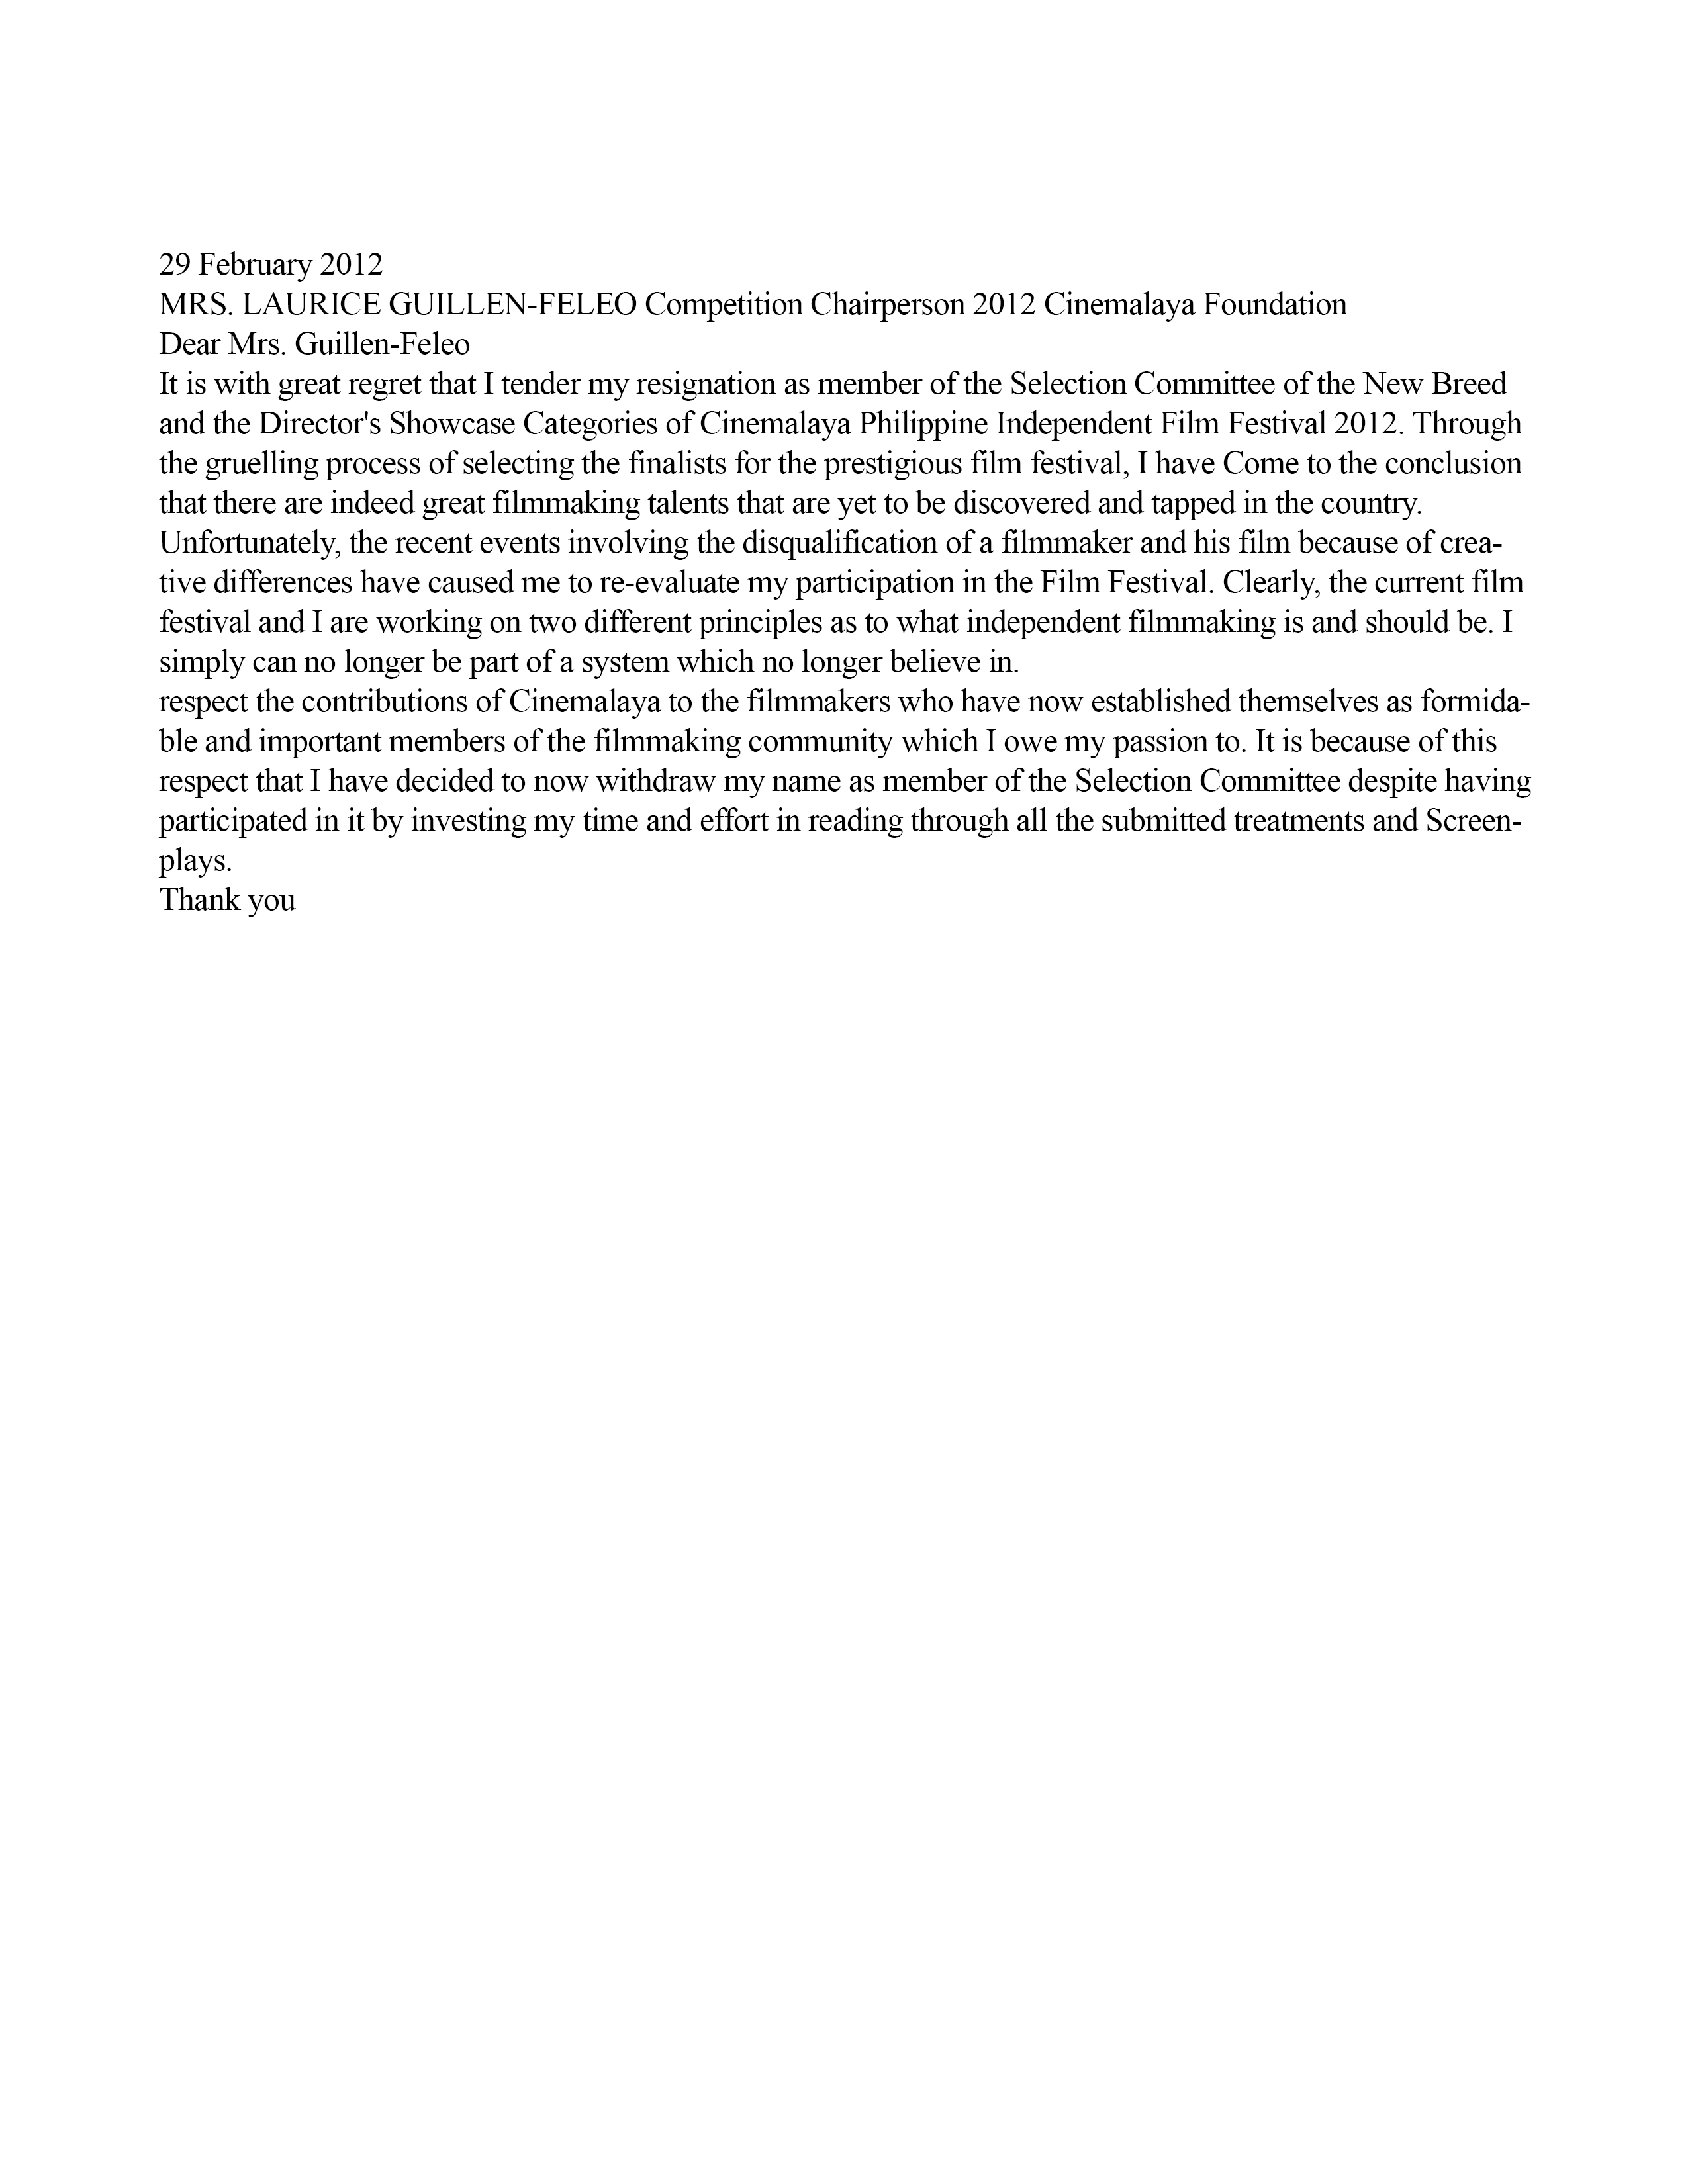 29 February 2012
MRS. LAURICE GUILLEN-FELEO Competition Chairperson 2012 Cinemalaya Foundation
Dear Mrs. Guillen-Feleo
It is with great regret that I tender my resignation as member of the Selection Committee of the New Breed
and the Director's Showcase Categories of Cinemalaya Philippine Independent Film Festival 2012. Through
the gruelling process of selecting the finalists for the prestigious film festival, I have Come to the conclusion
that there are indeed great filmmaking talents that are yet to be discovered and tapped in the country.
Unfortunately, the recent events involving the disqualification of a filmmaker and his film because of crea-
tive differences have caused me to re-evaluate my participation in the Film Festival. Clearly, the current film
festival and I are working on two different principles as to what independent filmmaking is and should be. I
simply can no longer be part of a system which no longer believe in.
respect the contributions of Cinemalaya to the filmmakers who have now established themselves as formida-
ble and important members of the filmmaking community which I owe my passion to. It is because of this
respect that I have decided to now withdraw my name as member of the Selection Committee despite having
participated in it by investing my time and effort in reading through all the submitted treatments and Screen-
plays.
Thank you